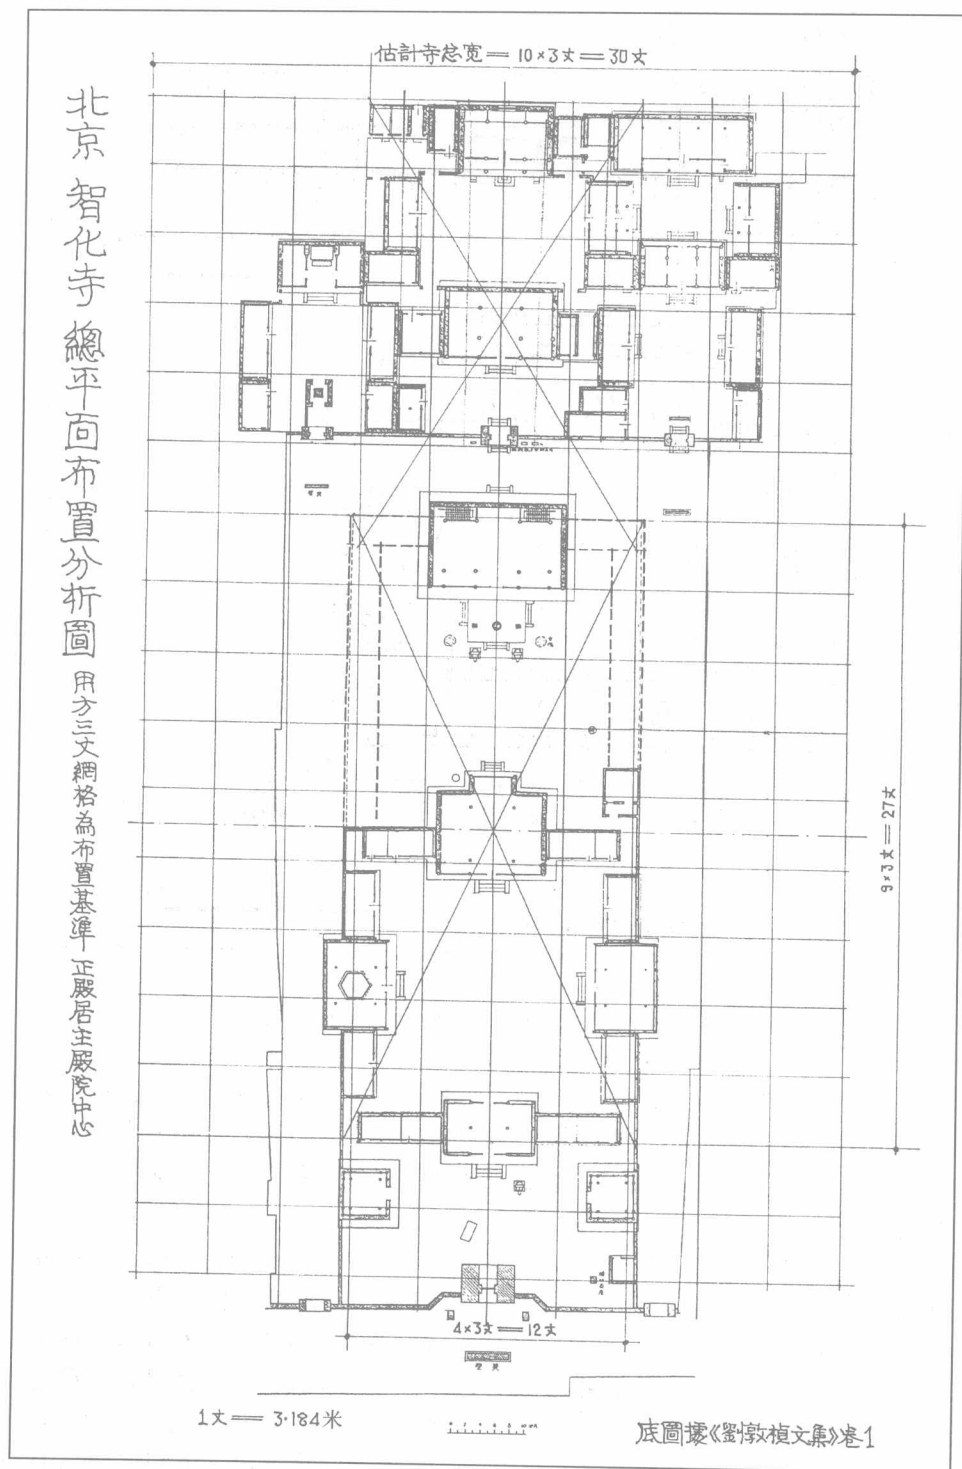 估計寺总宽＝10×3丈＝30丈
北京 智化寺 總平面布置分析圖 用方三丈網格為布置基準 正殿居主殿院中心
9×3丈＝27丈
4×3丈＝12丈
1丈＝3·184米
底圖據《劉敦楨文集》卷1